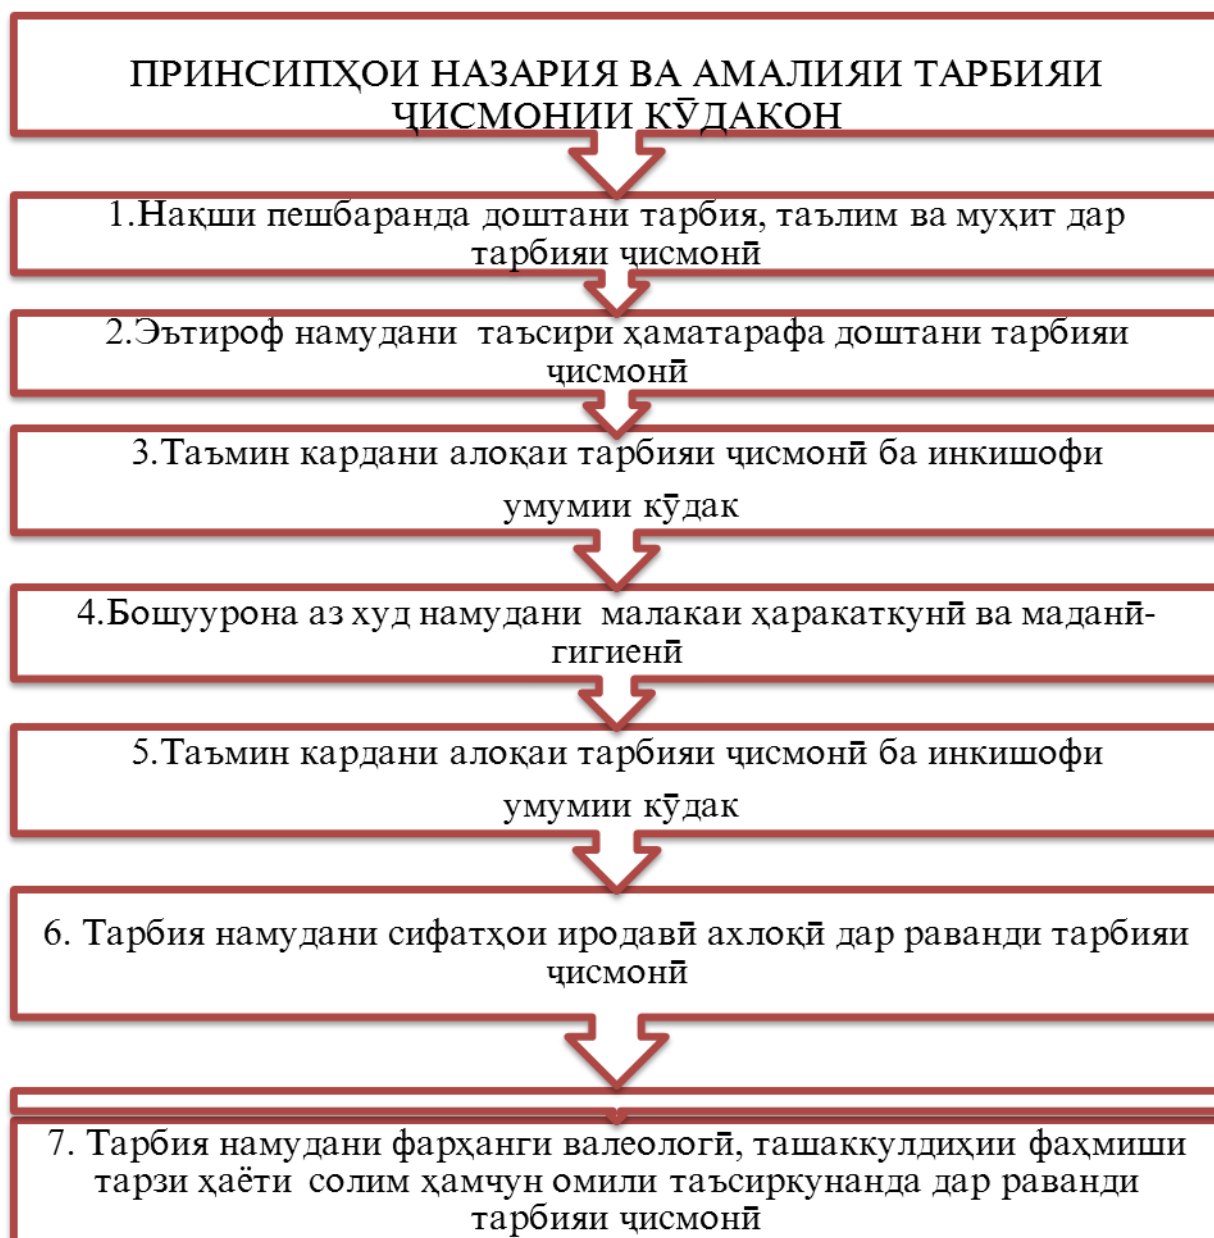 ПРИНСИПҲОИ НАЗАРИЯ ВА АМАЛИЯИ ТАРБИЯИ
ҶИСМОНИИ КӮДАКОН
1.Нақши пешбаранда доштани тарбия, таълим ва муҳит дар
тарбияи ҷисмонӣ
2.Эътироф намудани таъсири ҳаматарафа доштани тарбияи
ҷисмонӣ
3.Таъмин кардани алоқаи тарбияи ҷисмонӣ ба инкишофи
умумии кӯдак
4.Бошуурона аз худ намудани малакаи ҳаракаткунӣ ва маданӣ-
гигиенӣ
5.Таъмин кардани алоқаи тарбияи ҷисмонӣ ба инкишофи
умумии кӯдак
6. Тарбия намудани сифатҳои иродавӣ ахлоқӣ дар раванди тарбияи
ҷисмонӣ
7. Тарбия намудани фарҳанги валеологӣ, ташаккулдиҳии фаҳмиши
тарзи ҳаёти солим ҳамчун омили таъсиркунанда дар раванди
тарбияи ҷисмонӣ